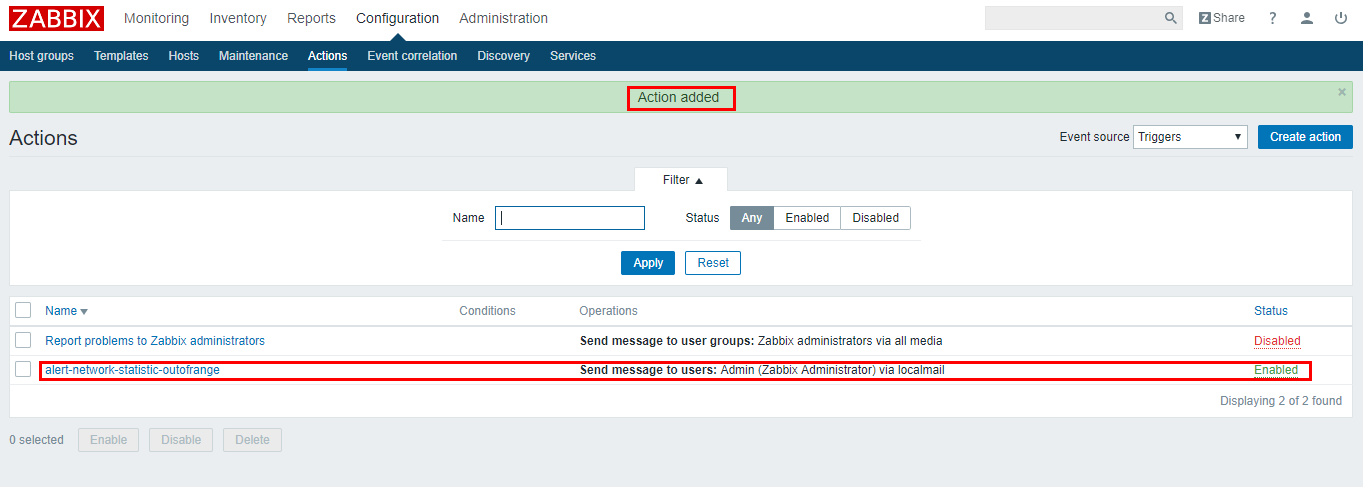 ZABBIX Monitoring Inventory Reports Configuration Administration Z Share ?
Host groups Templates Hosts Maintenance Actions Event correlation Discovery Services
Action added ×
Actions Event source Triggers Create action
Filter
Name Status Any Enabled Disabled
Apply Reset
Name Conditions Operations Status
Report problems to Zabbix administrators Send message to user groups: Zabbix administrators via all media Disabled
alert-network-statistic-outofrange Send message to users: Admin (Zabbix Administrator) via localmail Enabled
Displaying 2 of 2 found
0 selected Enable Disable Delete